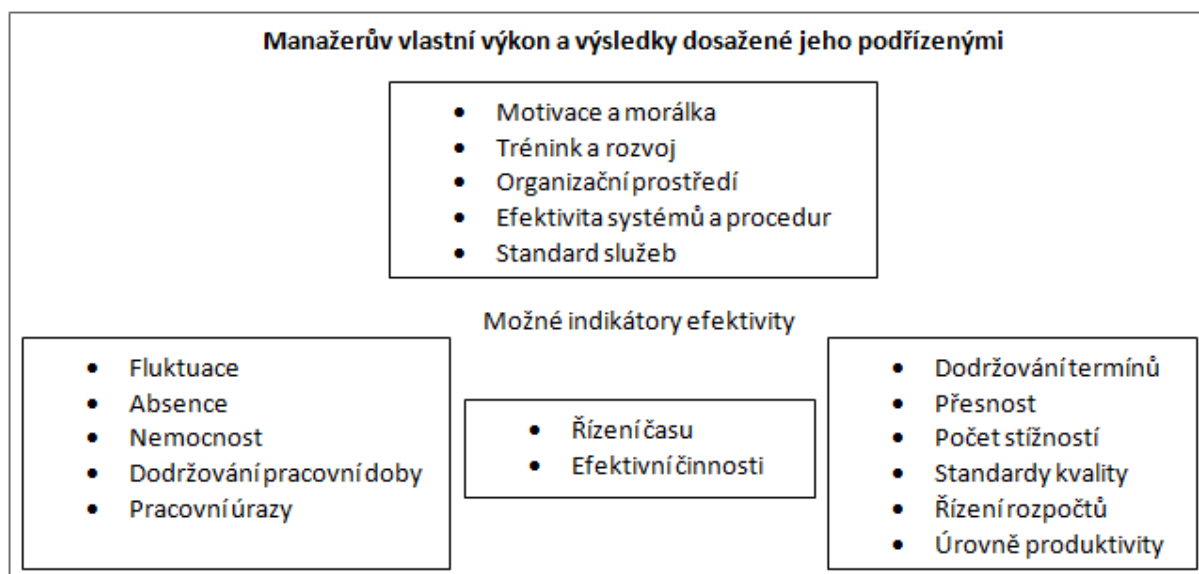 Manažerův vlastní výkon a výsledky dosažené jeho podřízenými
• Motivace a morálka
• Trénink a rozvoj
• Organizační prostředí
• Efektivita systémů a procedur
• Standard služeb
Možné indikátory efektivity
• Fluktuace
• Absence
• Nemocnost
• Dodržování pracovní doby
• Pracovní úrazy
• Řízení času
• Efektivní činnosti
• Dodržování termínů
• Přesnost
• Počet stížností
• Standardy kvality
• Řízení rozpočtů
• Úrovně produktivity